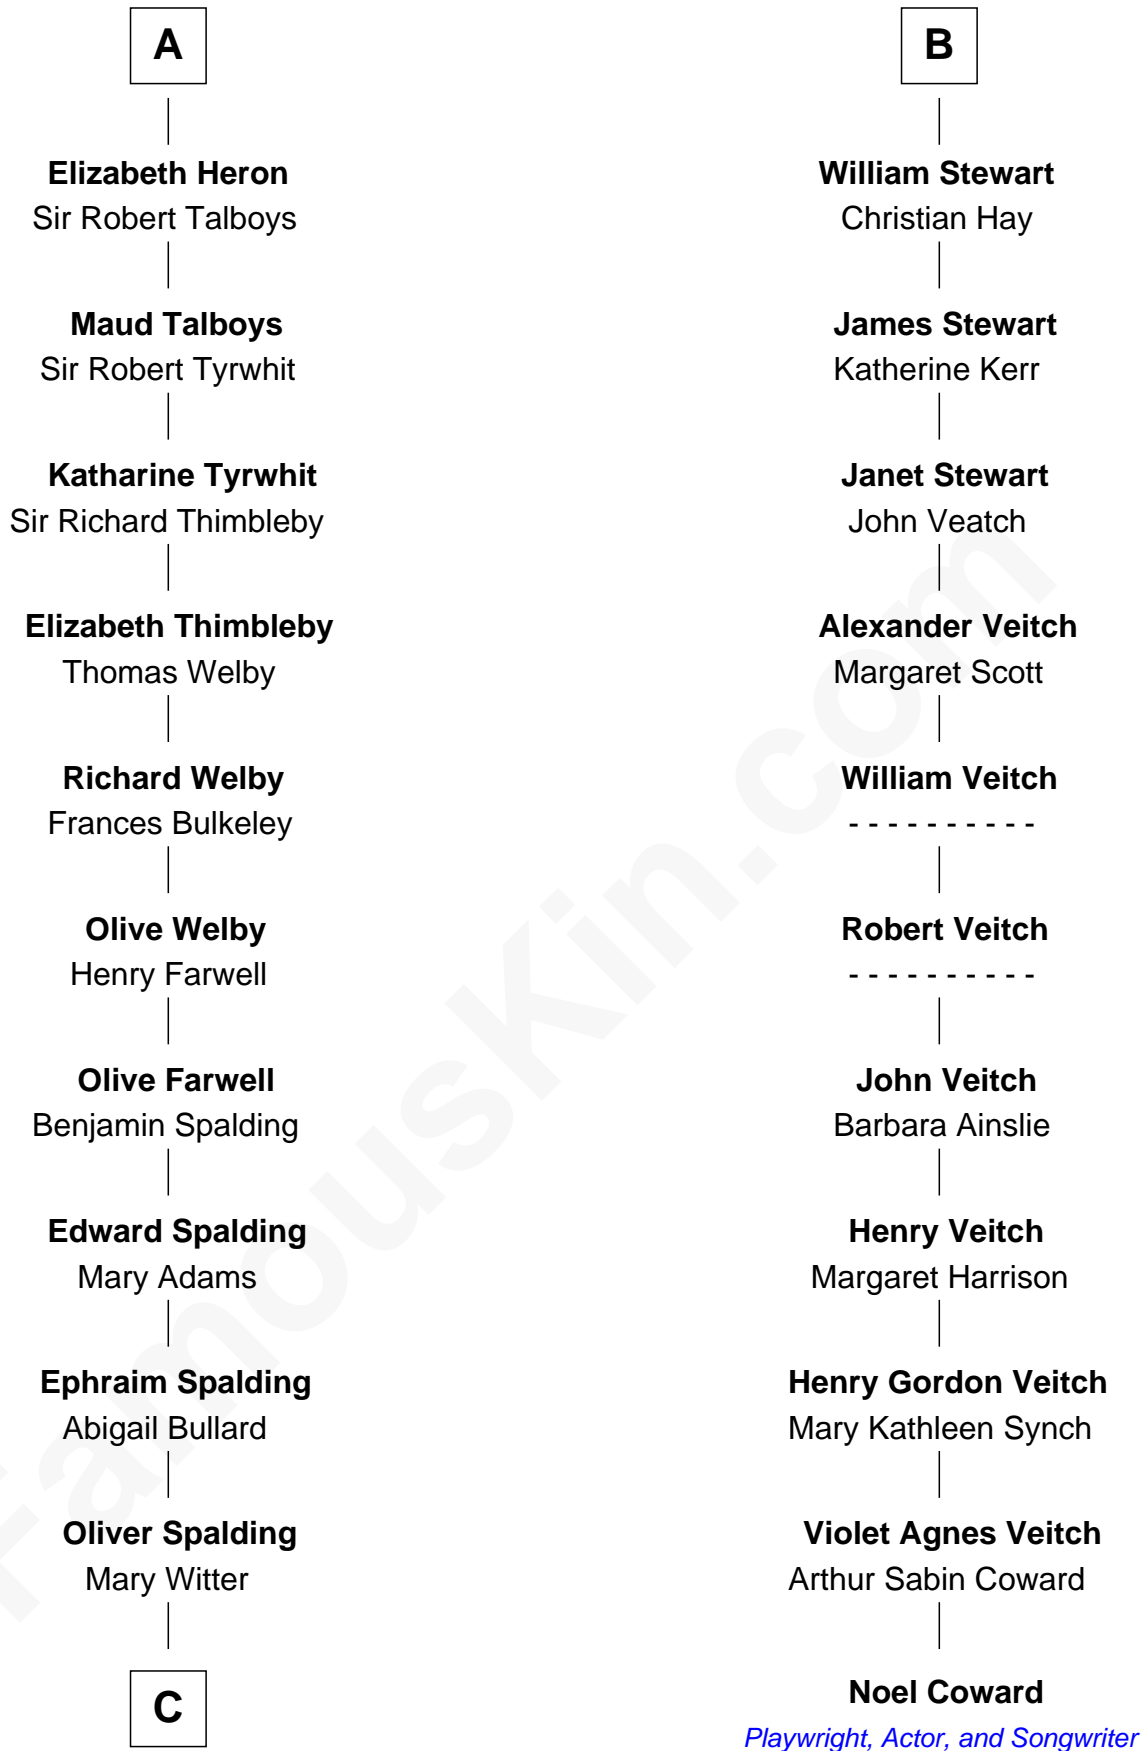 A
Elizabeth Heron
Sir Robert Talboys
Maud Talboys
Sir Robert Tyrwhit
Katharine Tyrwhit
Sir Richard Thimbleby
Elizabeth Thimbleby
Thomas Welby
Richard Welby
Frances Bulkeley
Olive Welby
Henry Farwell
Olive Farwell
Benjamin Spalding
Edward Spalding
Mary Adams
Ephraim Spalding
Abigail Bullard
Oliver Spalding
Mary Witter
C
B
William Stewart
Christian Hay
James Stewart
Katherine Kerr
Janet Stewart
John Veatch
Alexander Veitch
Margaret Scott
William Veitch
- - - - - - - - - -
Robert Veitch
- - - - - - - - - -
John Veitch
Barbara Ainslie
Henry Veitch
Margaret Harrison
Henry Gordon Veitch
Mary Kathleen Synch
Violet Agnes Veitch
Arthur Sabin Coward
Noel Coward
Playwright, Actor, and Songwriter
FamousKin.com